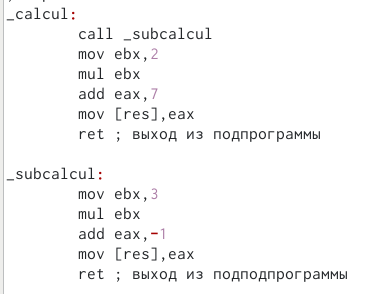 _calcul:
call _subcalcul
mov ebx,2
mul ebx
add eax,7
mov [res],eax
ret ; выход из подпрограммы
_subcalcul:
mov ebx,3
mul ebx
add eax,-1
mov [res],eax
ret ; выход из подподпрограммы